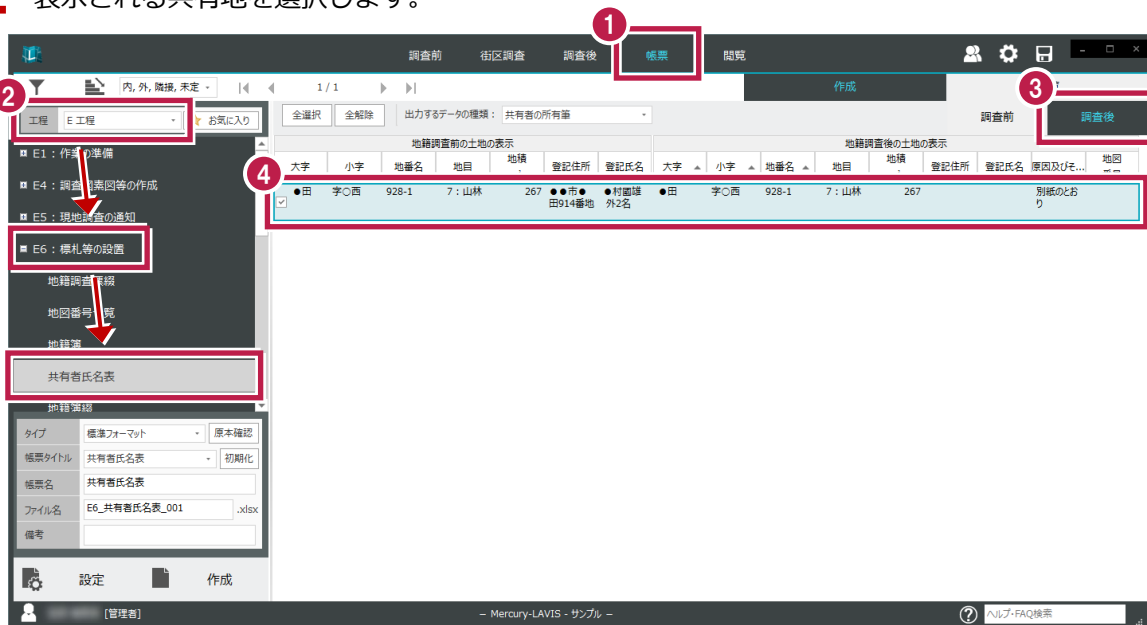 表示される共有地を選択します。
1
調査前 街区調査 調査後 帳票 閲覧
内, 外, 隣接, 未定 1 / 1 作成
2
3
工程 E 工程 お気に入り 全選択 全解除 出力するデータの種類： 共有者の所有筆 調査前 調査後
地籍調査前の土地の表示 地籍調査後の土地の表示
大字 小字 地番名 地目 地積 登記住所 登記氏名 大字 小字 地番名 地目 地積 登記住所 登記氏名 原因及びそ... 地図
4
●田 字〇西 928-1 7：山林 267 ●●市● ●村國雄 ●田 字〇西 928-1 7：山林 267 別紙のとお
田914番地 外2名 り
E1：作業の準備
E4：調査図素図等の作成
E5：現地調査の通知
E6：標札等の設置
地籍調査票綴
地図番号一覧
地籍簿
共有者氏名表
地籍簿綴
タイプ 標準フォーマット 原本確認
帳票タイトル 共有者氏名表 初期化
帳票名 共有者氏名表
ファイル名 E6_共有者氏名表_001 .xlsx
備考
設定 作成
[管理者] – Mercury-LAVIS - サンプル – ? ヘルプ・FAQ検索